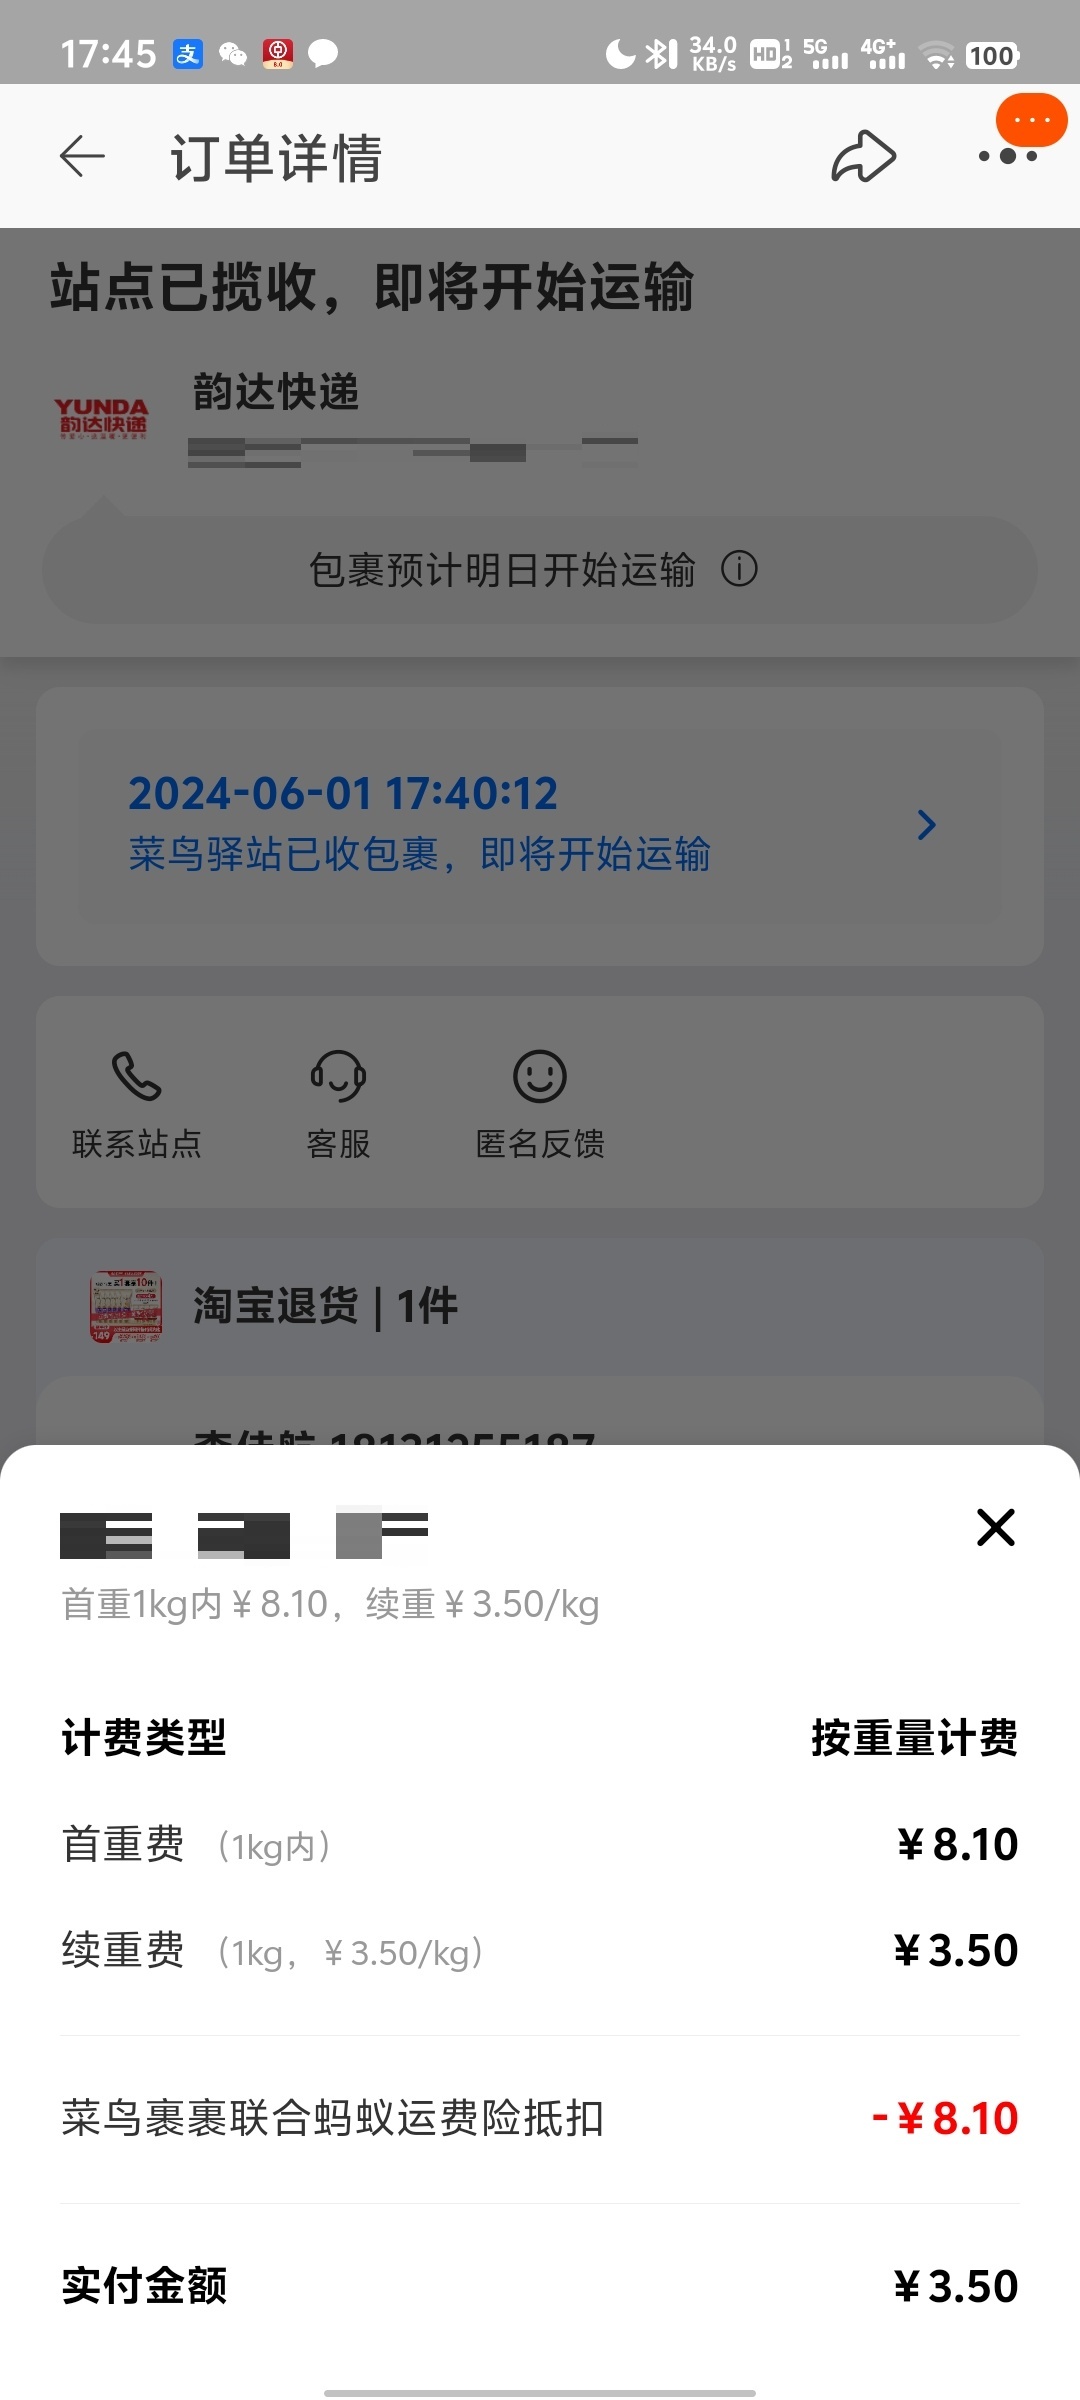 17:45
34.0 KB/s HD 1 2 5G 4G+ 100
订单详情
站点已揽收，即将开始运输
YUNDA
韵达快递
韵达快递
包裹预计明日开始运输
2024-06-01 17:40:12
菜鸟驿站已收包裹，即将开始运输
联系站点 客服 匿名反馈
淘宝退货 | 1件
149
首重1kg内￥8.10，续重￥3.50/kg
计费类型 按重量计费
首重费（1kg内） ￥8.10
续重费（1kg，￥3.50/kg） ￥3.50
菜鸟裹裹联合蚂蚁运费险抵扣 -￥8.10
实付金额 ￥3.50